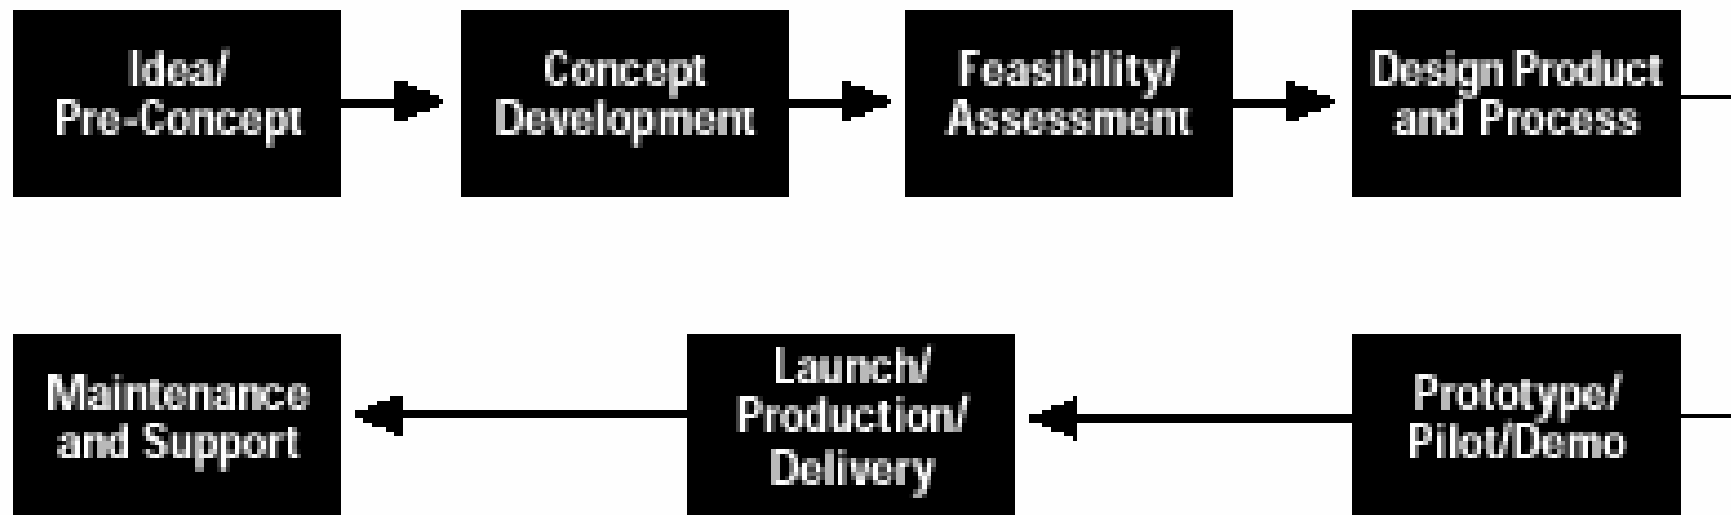 Idea/
Pre-Concept
Concept
Development
Feasibility/
Assessment
Design Product
and Process
Maintenance
and Support
Launch/
Production/
Delivery
Prototype/
Pilot/Demo